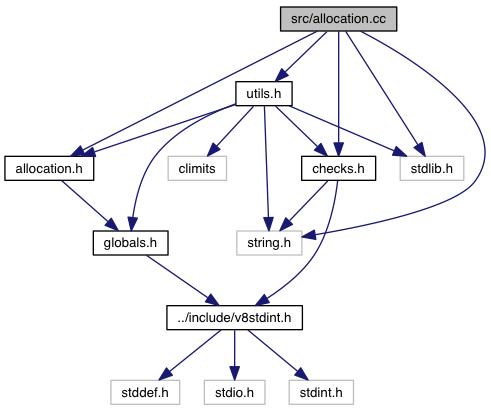 src/allocation.cc
utils.h
allocation.h
climits
checks.h
stdlib.h
globals.h
string.h
../include/v8stdint.h
stddef.h
stdio.h
stdint.h